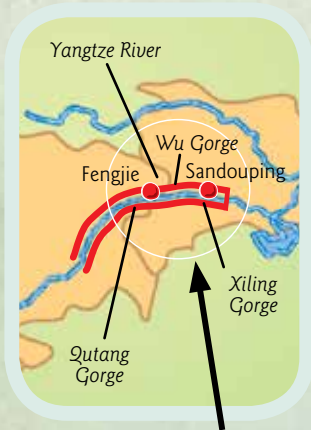 Yangtze River
Wu Gorge
Fengjie
Sandouping
Xiling
Gorge
Qutang
Gorge